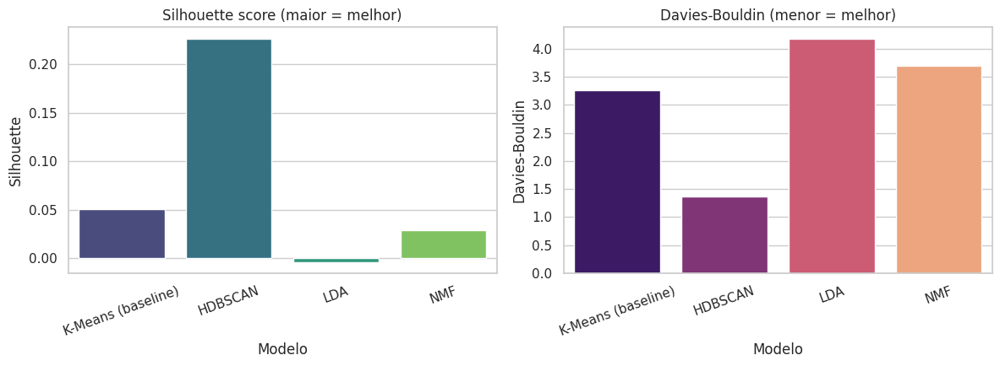 Silhouette score (maior = melhor)
Silhouette
0.20
0.15
0.10
0.05
0.00
K-Means (baseline)
HDBSCAN
LDA
NMF
Modelo
Davies-Bouldin (menor = melhor)
Davies-Bouldin
4.0
3.5
3.0
2.5
2.0
1.5
1.0
0.5
0.0
K-Means (baseline)
HDBSCAN
LDA
NMF
Modelo